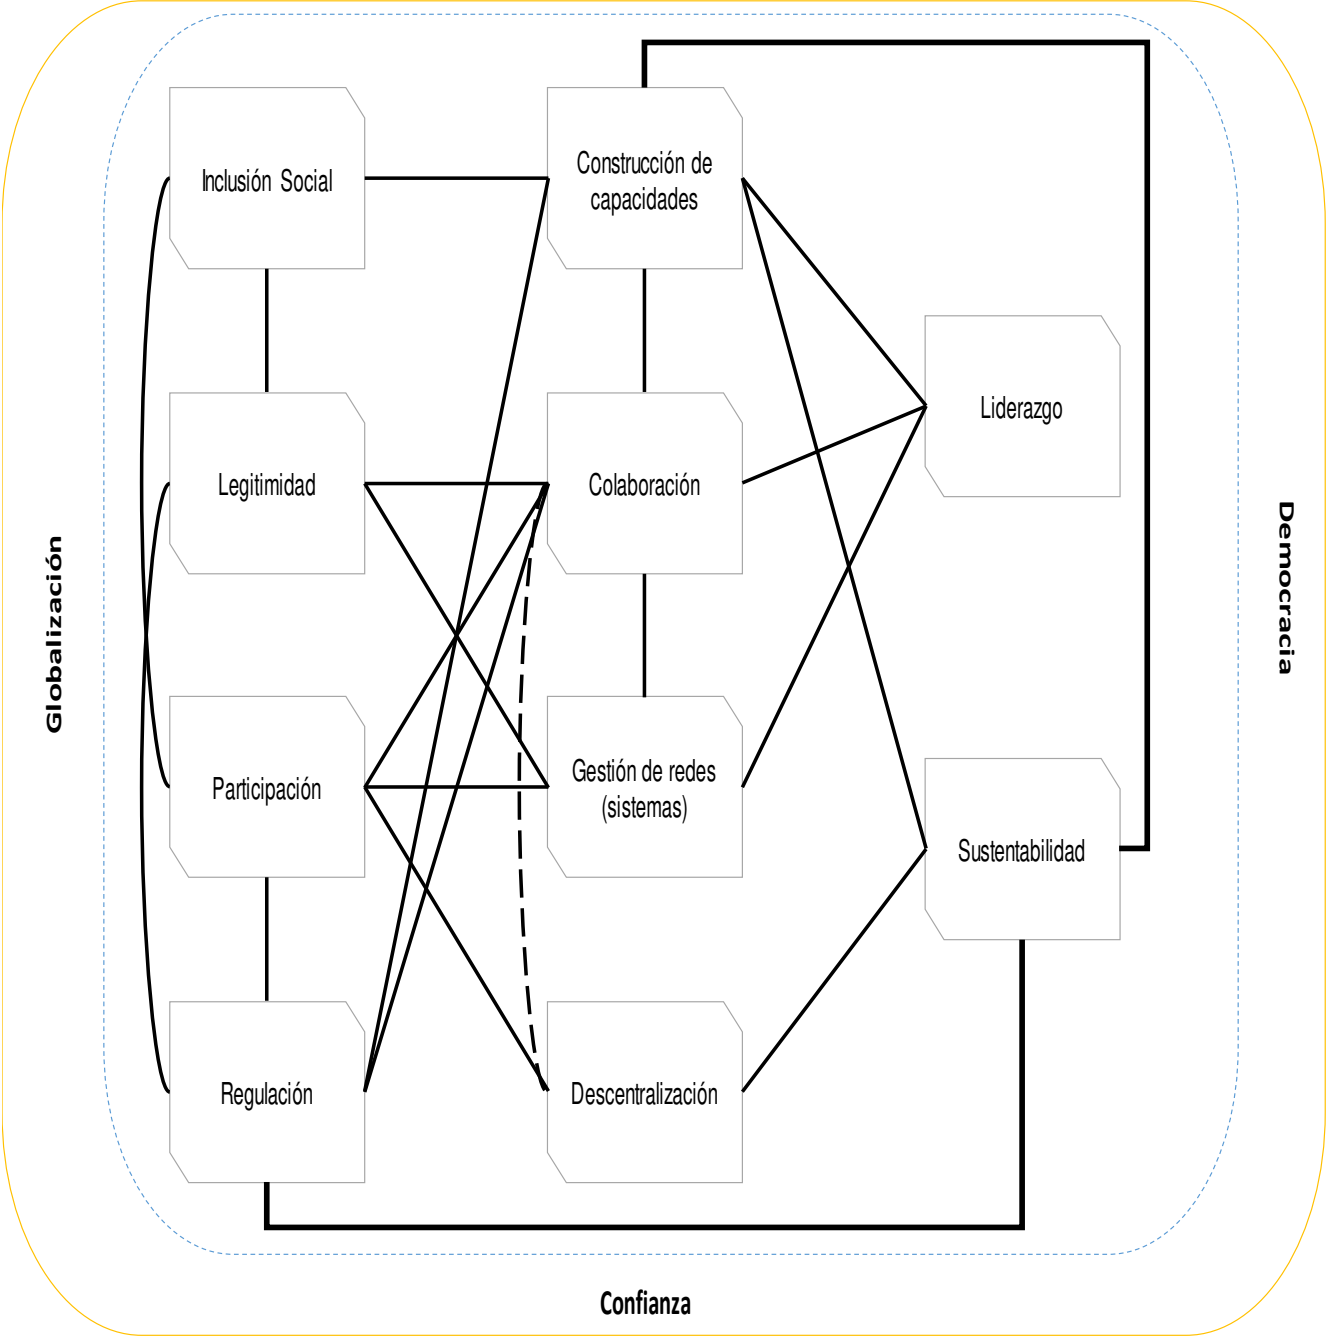 Inclusión Social
Construcción de
capacidades
Liderazgo
Legitimidad
Colaboración
Globalización
Democracia
Participación
Gestión de redes
(sistemas)
Sustentabilidad
Regulación
Descentralización
Confianza